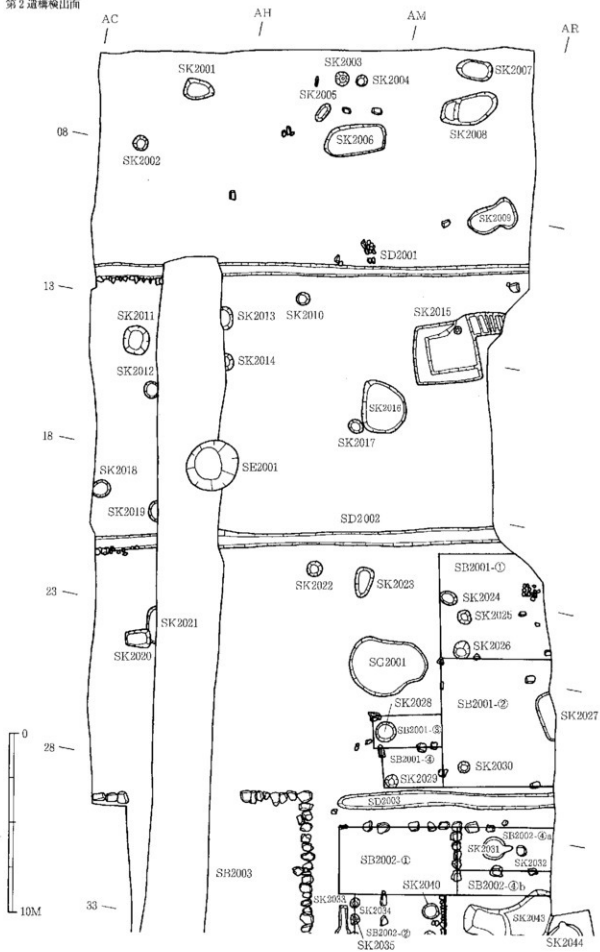 第2遺構検出面
AC
AH
AM
AR
SK2001
SK2003
SK2004
SK2005
SK2007
SK2008
08
SK2002
SK2006
SK2009
SD2001
13
SK2010
SK2011
SK2013
SK2015
SK2012
SK2014
SK2016
SK2017
18
SE2001
SK2018
SK2019
SD2002
SB2001-①
SK2022
SK2023
23
SK2024
SK2025
SK2021
SK2026
SK2020
SG2001
SK2028
SB2001-②
SK2027
SB2001-③
28
SB2001-④
SK2029
SK2030
0
SD2003
SB2002-④a
SK2031
SK2032
SB2002-①
SB2003
SB2002-④b
SK2040
33
SK2033
SK2034
SK2043
10M
SB2002-②
SK2035
SK2044